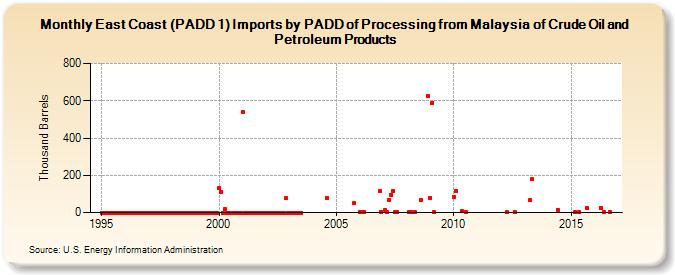 Monthly East Coast (PADD 1) Imports by PADD of Processing from Malaysia of Crude Oil and
Petroleum Products
Thousand Barrels
800
600
400
200
0
1995
2000
2005
2010
2015
Source: U.S. Energy Information Administration